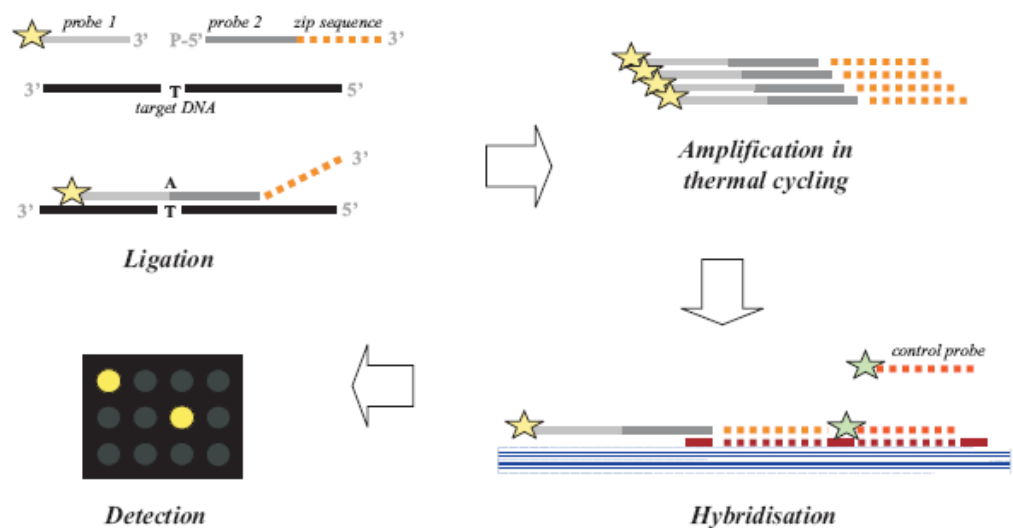 probe 1 3' P-5' probe 2 zip sequence 3'
3' T 5'
target DNA
3'
A
3' T 5'
Ligation
Amplification in
thermal cycling
control probe
Hybridisation
Detection